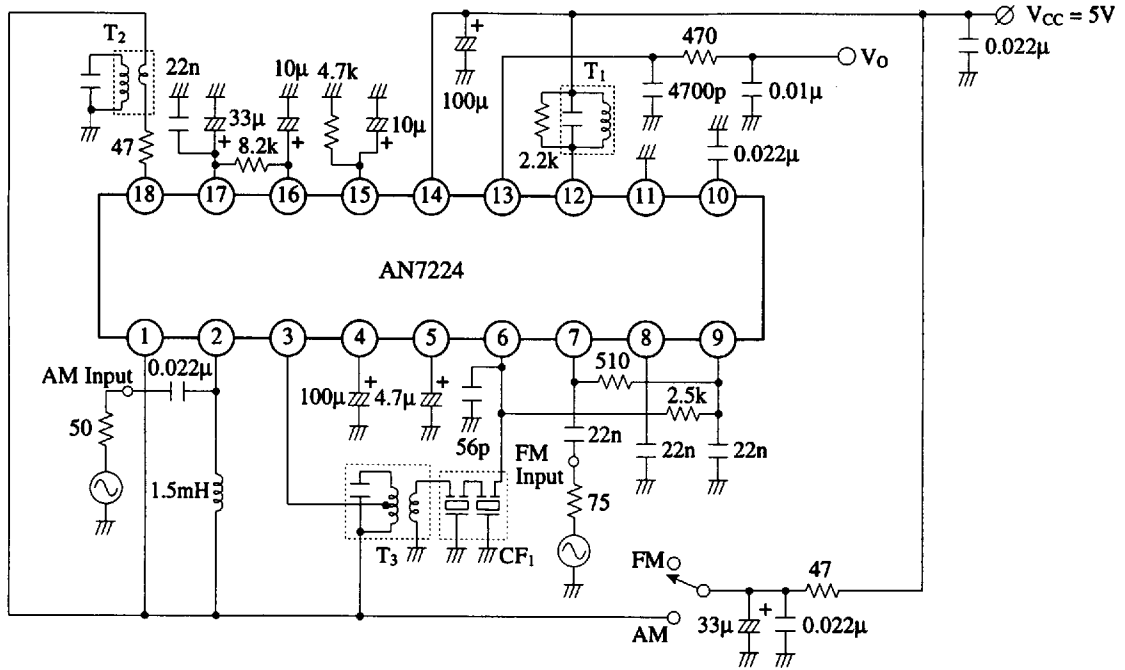 VCC = 5V
T2
22n
10μ
4.7k
470
VO
0.022μ
T1
100μ
4700p
0.01μ
33μ
10μ
47
8.2k
2.2k
0.022μ
18
17
16
15
14
13
12
11
10
AN7224
1
2
3
4
5
6
7
8
9
0.022μ
510
AM Input
2.5k
100μ
4.7μ
50
56p
22n
FM
Input
22n
22n
1.5mH
75
T3
CF1
FM
47
AM
33μ
0.022μ